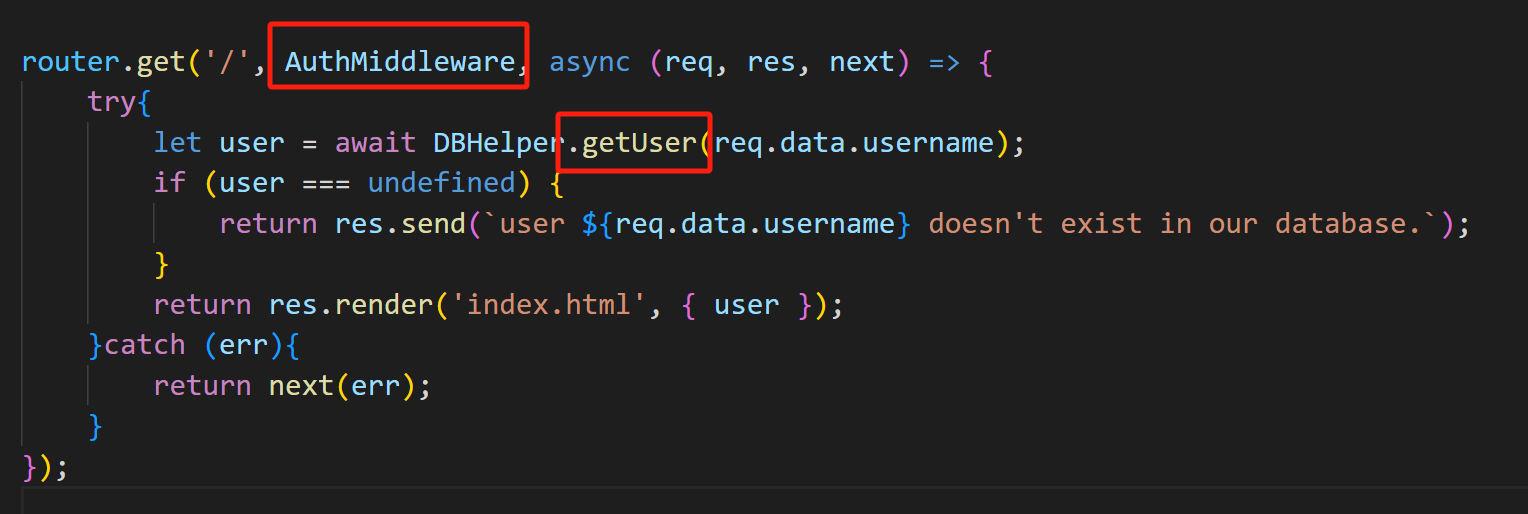 router.get('/', AuthMiddleware, async (req, res, next) => {
    try{
        let user = await DBHelper.getUser(req.data.username);
        if (user === undefined) {
            return res.send(`user ${req.data.username} doesn't exist in our database.`);
        }
        return res.render('index.html', { user });
    }catch (err){
        return next(err);
    }
});